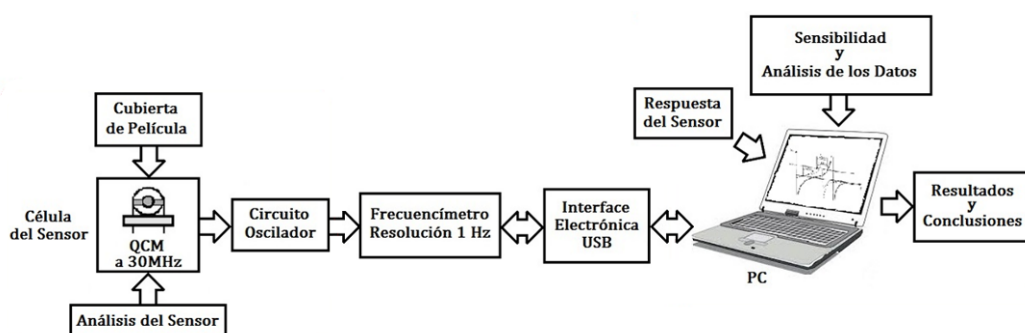 Sensibilidad
y
Análisis de los Datos
Cubierta
de Película
Respuesta
del Sensor
Célula
del Sensor
QCM
a 30MHz
Circuito
Oscilador
Frecuencímetro
Resolución 1 Hz
Interface
Electrónica
USB
PC
Resultados
y
Conclusiones
Análisis del Sensor